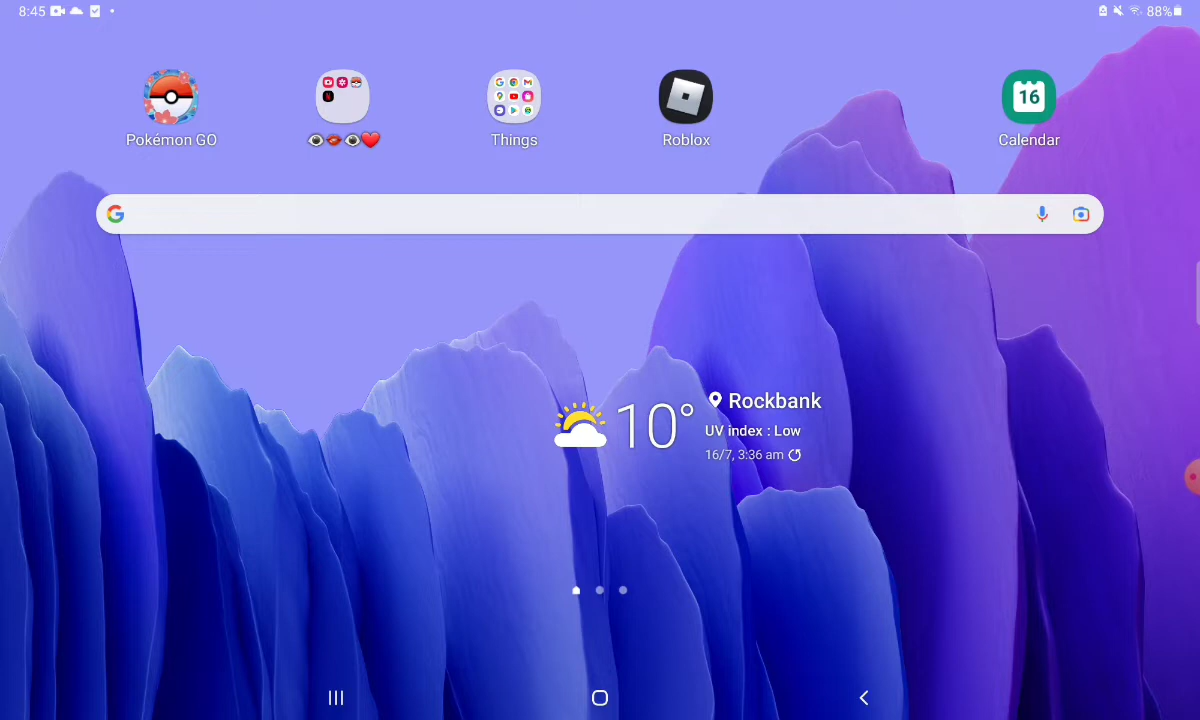 8:45
88%
16
Pokémon GO
👁👄👁❤️
Things
Roblox
Calendar
Rockbank
10°
UV index : Low
16/7, 3:36 am